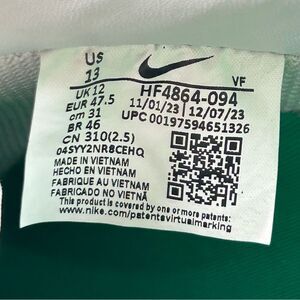 US
13
UK 12
EUR 47.5
cm 31
BR 46
CN 310(2.5)
04SYY2NR8CEHQ
VF
HF4864-094
11/01/23 | 12/07/23
UPC 00197594651326
MADE IN VIETNAM
HECHO EN VIETNAM
FABRIQUE AU VIETNAM
FABRICADO NO VIETNÃ
This product is covered by one or more patents:
www.nike.com/patentsvirtualmarking